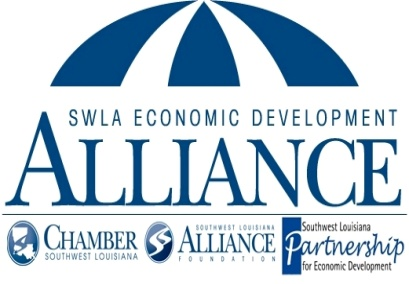 SWLA ECONOMIC DEVELOPMENT
ALLIANCE
CHAMBER
SOUTHWEST LOUISIANA
SOUTHWEST LOUISIANA
ALLIANCE
FOUNDATION
Southwest Louisiana
Partnership
for Economic Development